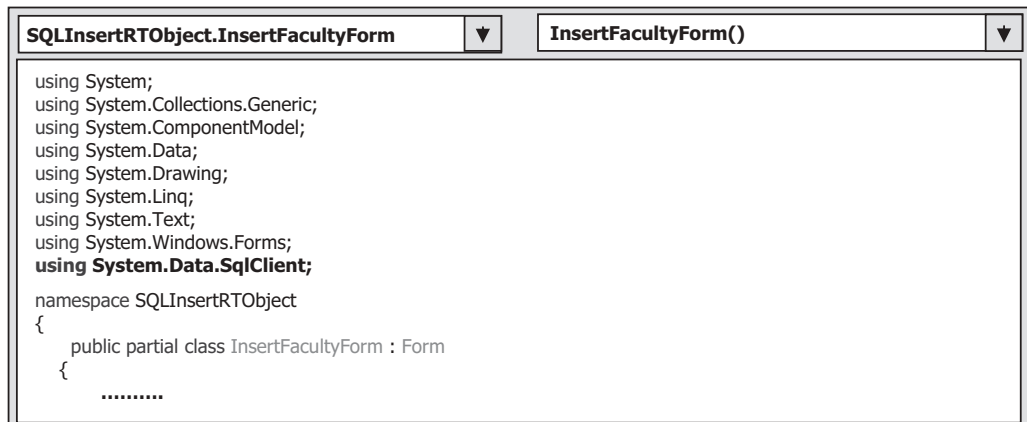 SQLInsertRTObject.InsertFacultyForm
InsertFacultyForm()
using System;
using System.Collections.Generic;
using System.ComponentModel;
using System.Data;
using System.Drawing;
using System.Linq;
using System.Text;
using System.Windows.Forms;
using System.Data.SqlClient;
namespace SQLInsertRTObject
{
public partial class InsertFacultyForm : Form
{
..........